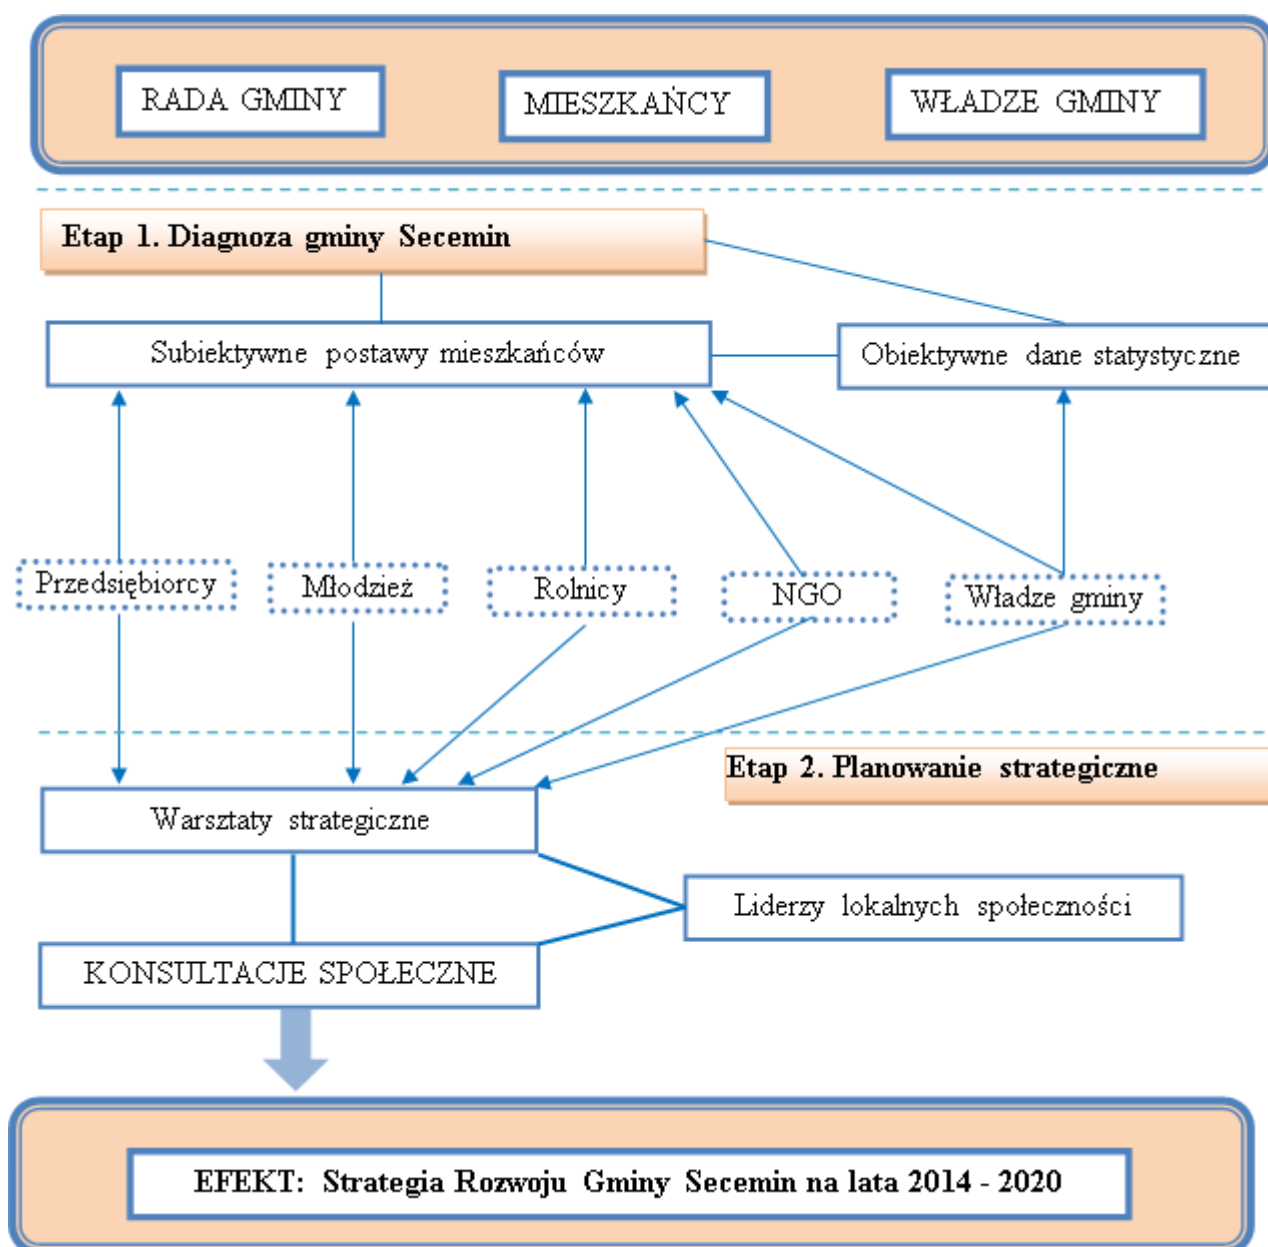 RADA GMINY
MIESZKAŃCY
WŁADZE GMINY
Etap 1. Diagnoza gminy Secemin
Subiektywne postawy mieszkańców
Obiektywne dane statystyczne
Przedsiębiorcy
Młodzież
Rolnicy
NGO
Władze gminy
Etap 2. Planowanie strategiczne
Warsztaty strategiczne
Liderzy lokalnych społeczności
KONSULTACJE SPOŁECZNE
EFEKT: Strategia Rozwoju Gminy Secemin na lata 2014 - 2020